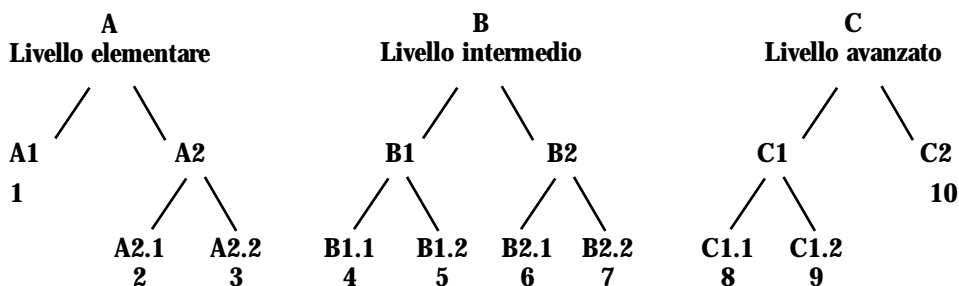 A B C
Livello elementare Livello intermedio Livello avanzato
A1 A2 B1 B2 C1 C2
1 10
A2.1 A2.2 B1.1 B1.2 B2.1 B2.2 C1.1 C1.2
2 3 4 5 6 7 8 9